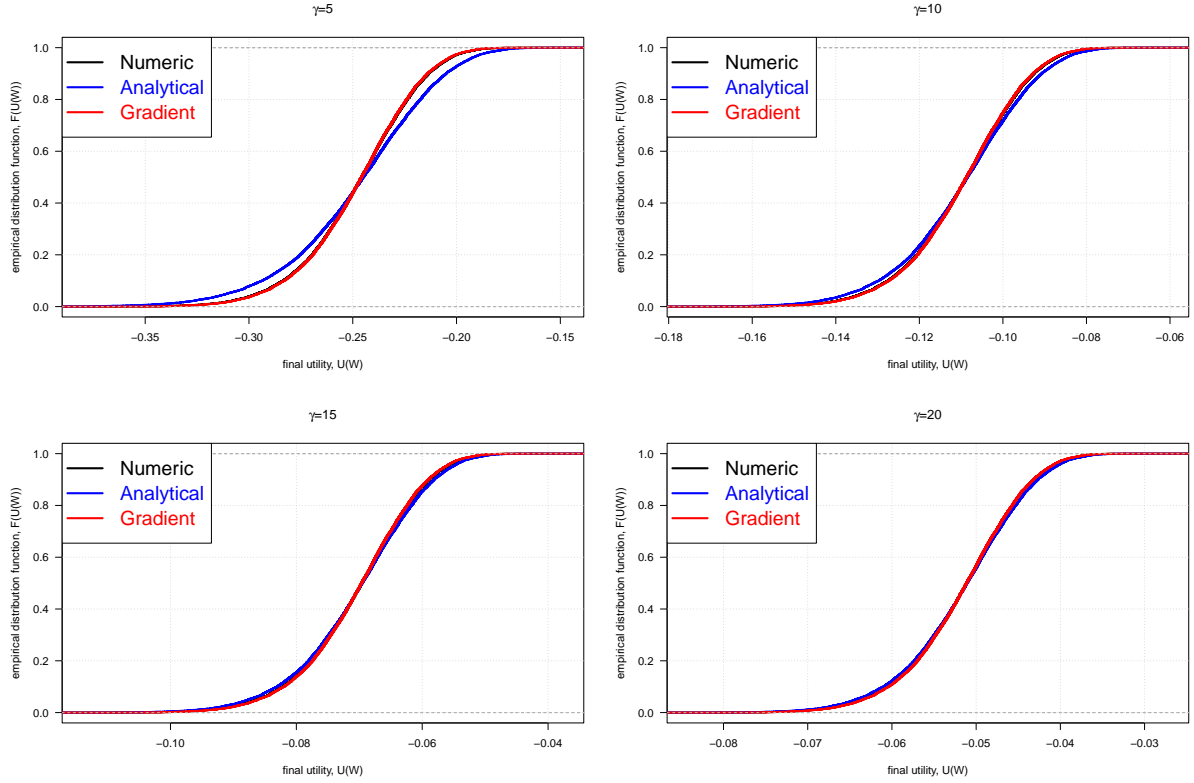 γ=5
Numeric
Analytical
Gradient
empirical distribution function, F(U(W))
1.0
0.8
0.6
0.4
0.2
0.0
−0.35 −0.30 −0.25 −0.20 −0.15
final utility, U(W)
γ=10
Numeric
Analytical
Gradient
empirical distribution function, F(U(W))
1.0
0.8
0.6
0.4
0.2
0.0
−0.18 −0.16 −0.14 −0.12 −0.10 −0.08 −0.06
final utility, U(W)
γ=15
Numeric
Analytical
Gradient
empirical distribution function, F(U(W))
1.0
0.8
0.6
0.4
0.2
0.0
−0.10 −0.08 −0.06 −0.04
final utility, U(W)
γ=20
Numeric
Analytical
Gradient
empirical distribution function, F(U(W))
1.0
0.8
0.6
0.4
0.2
0.0
−0.08 −0.07 −0.06 −0.05 −0.04 −0.03
final utility, U(W)